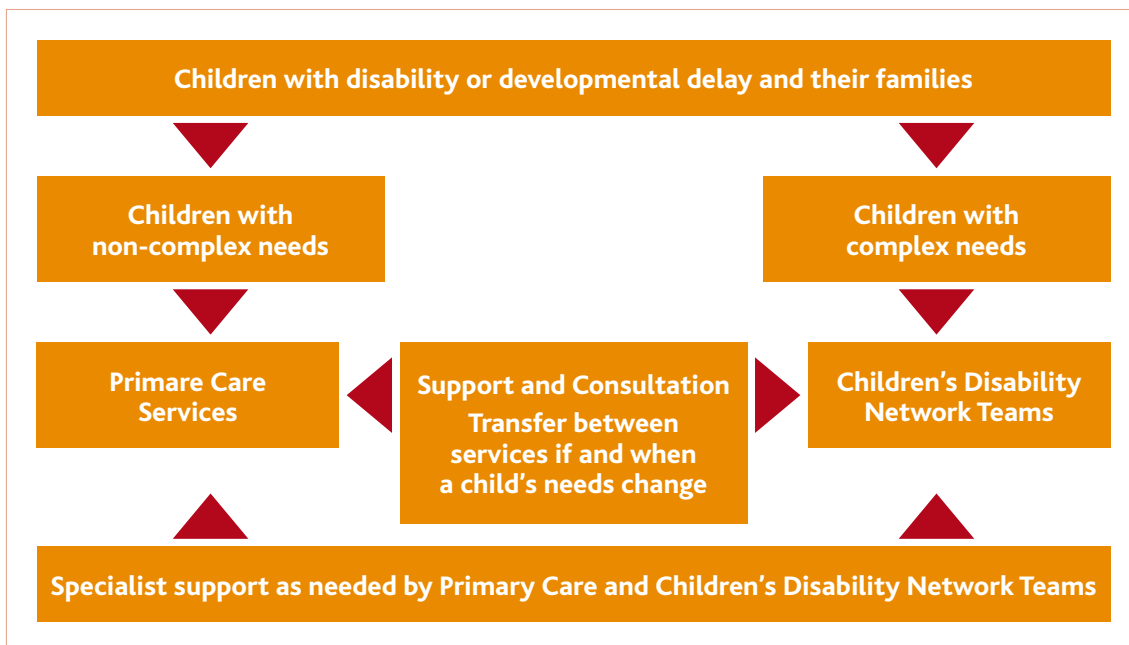 Children with disability or developmental delay and their families
Children with
non-complex needs
Children with
complex needs
Primare Care
Services
Support and Consultation
Transfer between
services if and when
a child's needs change
Children's Disability
Network Teams
Specialist support as needed by Primary Care and Children's Disability Network Teams